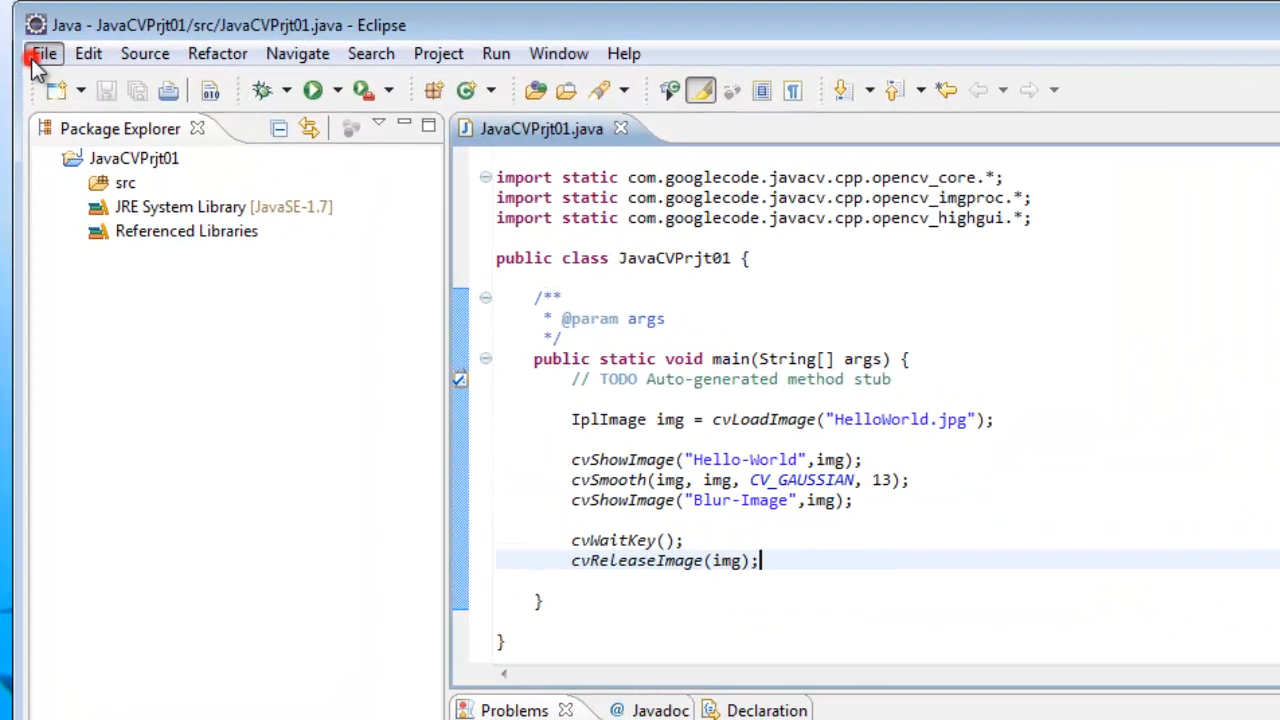 Java - JavaCVPrjt01/src/JavaCVPrjt01.java - Eclipse
File Edit Source Refactor Navigate Search Project Run Window Help
010
Package Explorer
JavaCVPrjt01
src
JRE System Library [JavaSE-1.7]
Referenced Libraries
JavaCVPrjt01.java
import static com.googlecode.javacv.cpp.opencv_core.*;
import static com.googlecode.javacv.cpp.opencv_imgproc.*;
import static com.googlecode.javacv.cpp.opencv_highgui.*;
public class JavaCVPrjt01 {
/**
* @param args
*/
public static void main(String[] args) {
// TODO Auto-generated method stub
IplImage img = cvLoadImage("HelloWorld.jpg");
cvShowImage("Hello-World",img);
cvSmooth(img, img, CV_GAUSSIAN, 13);
cvShowImage("Blur-Image",img);
cvWaitKey();
cvReleaseImage(img);
}
}
Problems @ Javadoc Declaration